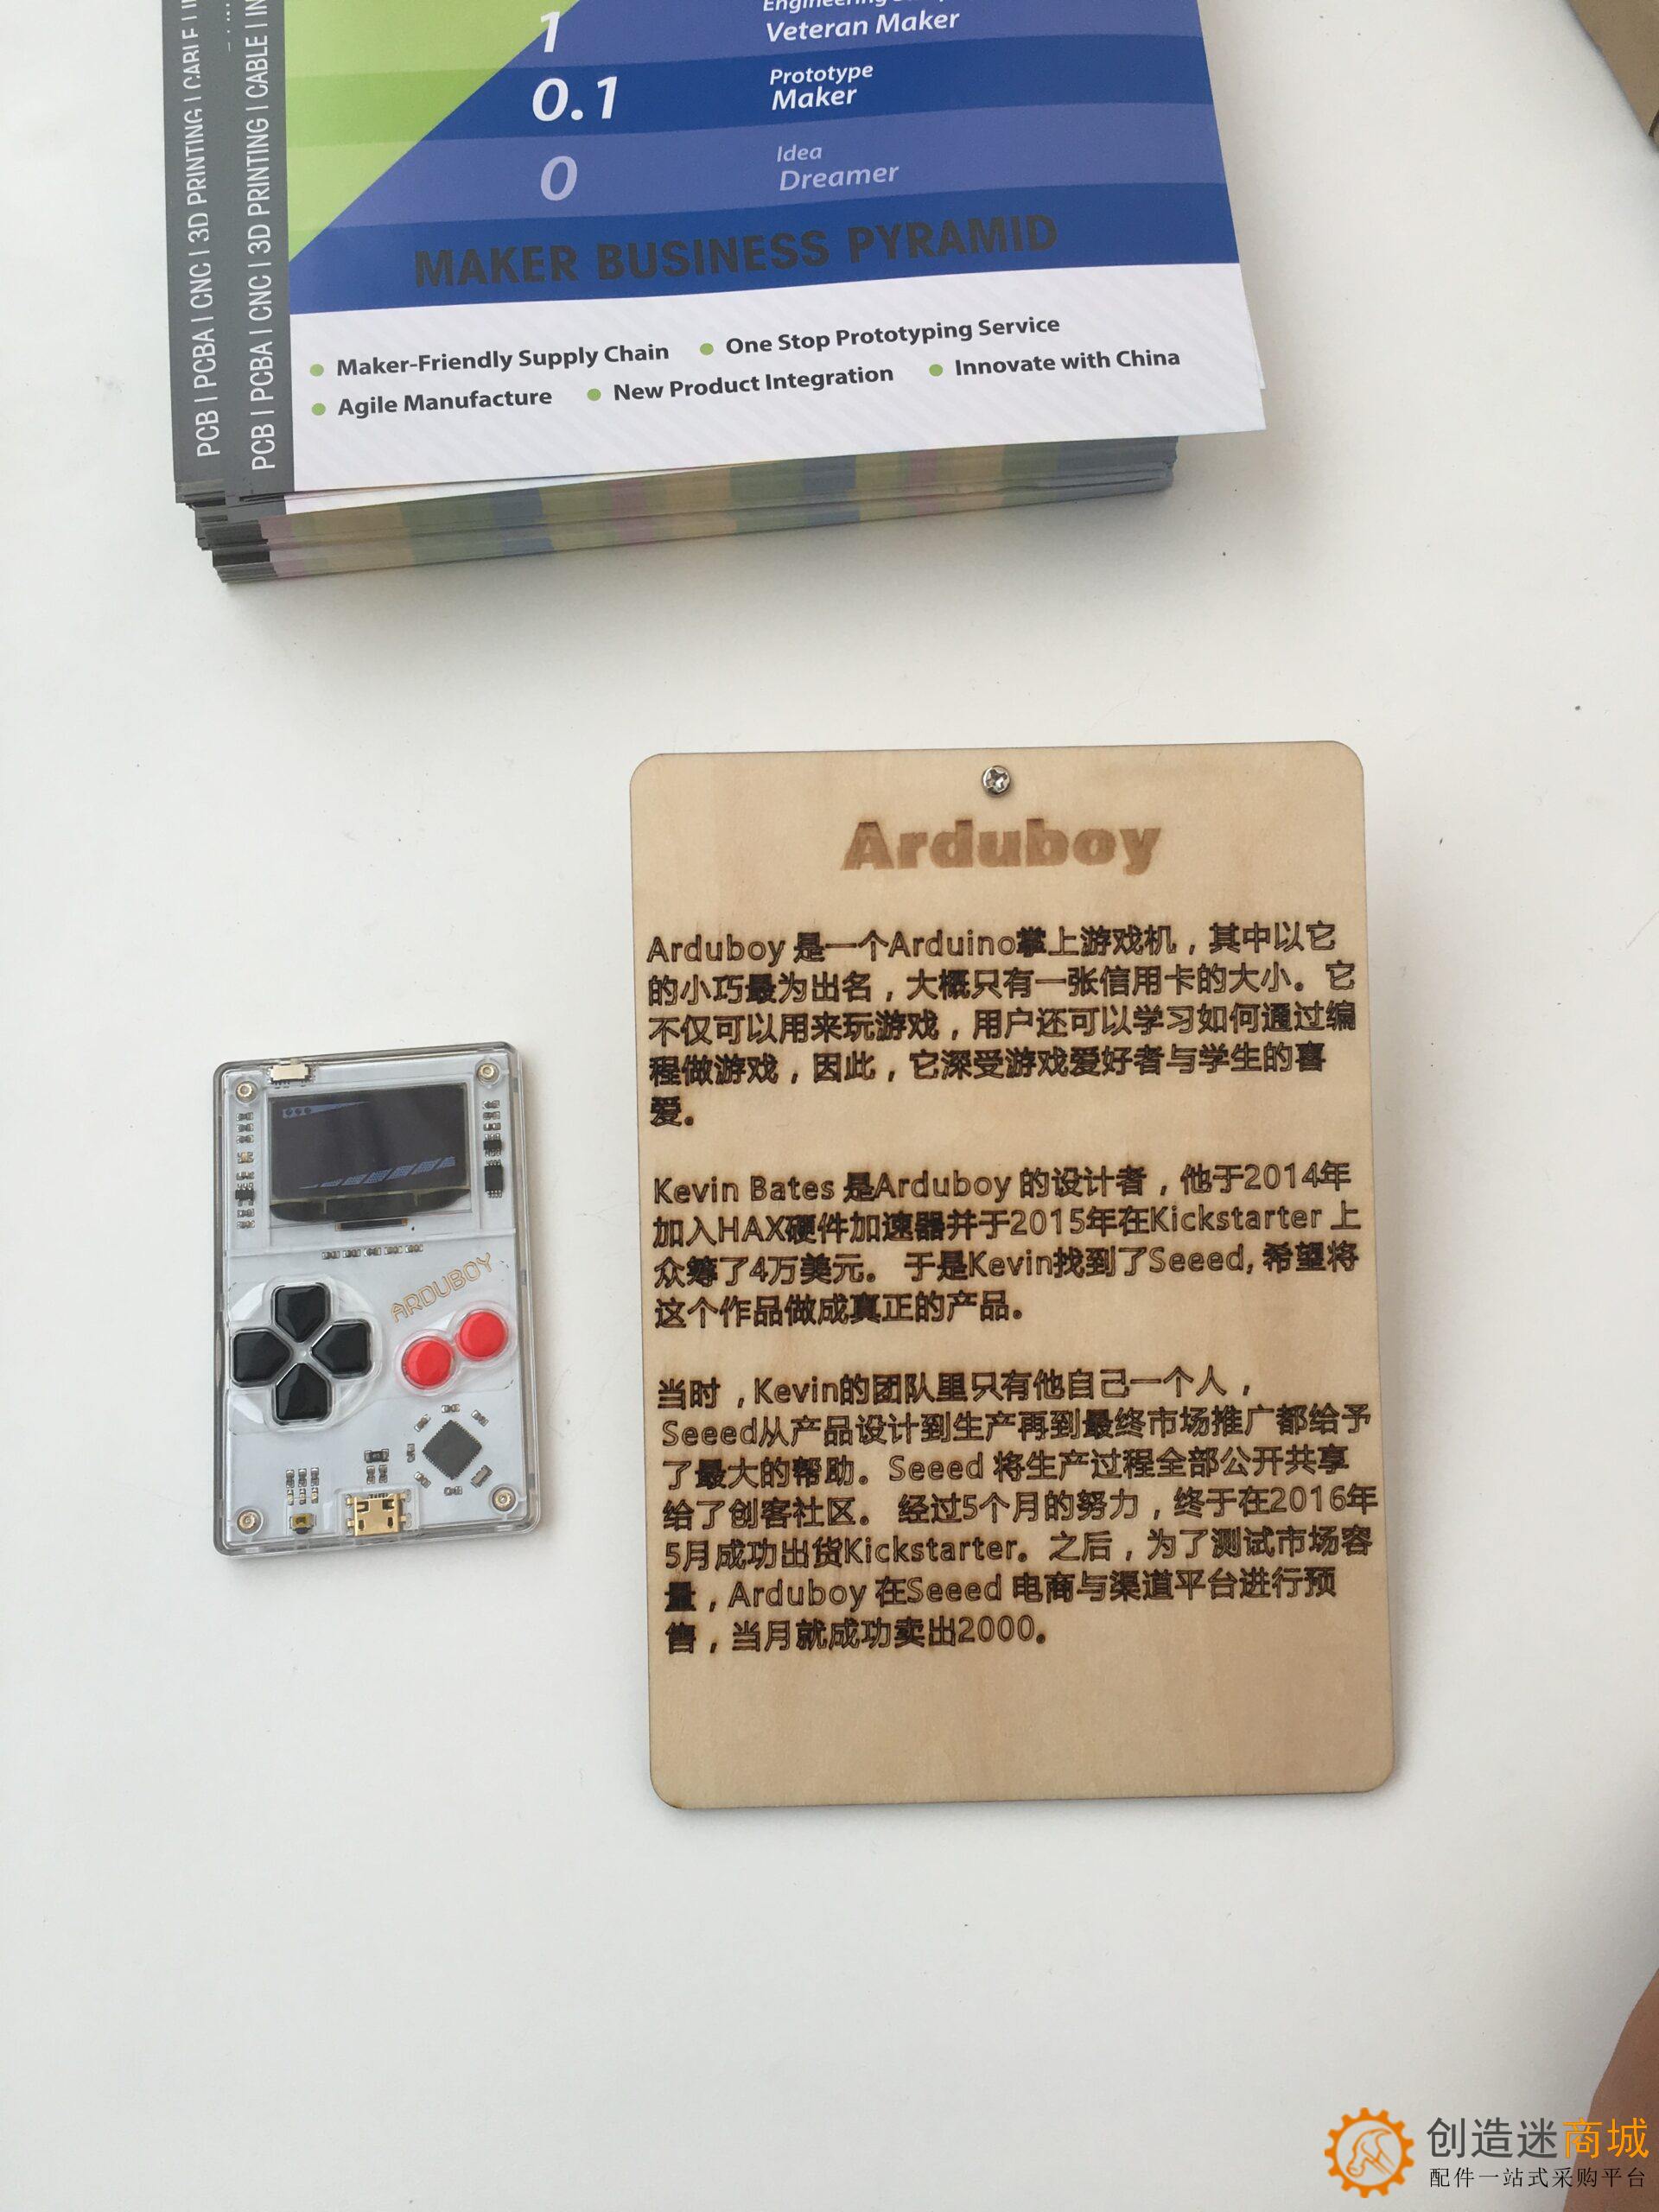 1
Veteran Maker
0.1
Prototype
Maker
0
Idea
Dreamer
MAKER BUSINESS PYRAMID
PCB | PCBA | CNC | 3D PRINTING |
PCB | PCBA | CNC | 3D PRINTING | CABLE |
Maker-Friendly Supply Chain
One Stop Prototyping Service
Agile Manufacture
New Product Integration
Innovate with China
Arduboy
Arduboy 是一个Arduino掌上游戏机，其中以它
的小巧最为出名，大概只有一张信用卡的大小。它
不仅可以用来玩游戏，用户还可以学习如何通过编
程做游戏，因此，它深受游戏爱好者与学生的喜
爱。
Kevin Bates 是Arduboy 的设计者，他于2014年
加入HAX硬件加速器并于2015年在Kickstarter 上
众筹了4万美元。 于是Kevin找到了Seeed, 希望将
这个作品做成真正的产品。
当时，Kevin的团队里只有他自己一个人，
Seeed从产品设计到生产再到最终市场推广都给予
了最大的帮助。Seeed 将生产过程全部公开共享
给了创客社区。 经过5个月的努力，终于在2016年
5月成功出货Kickstarter。之后，为了测试市场容
量，Arduboy 在Seeed 电商与渠道平台进行预
售，当月就成功卖出2000。
ARDUBOY
创造迷商城
配件一站式采购平台